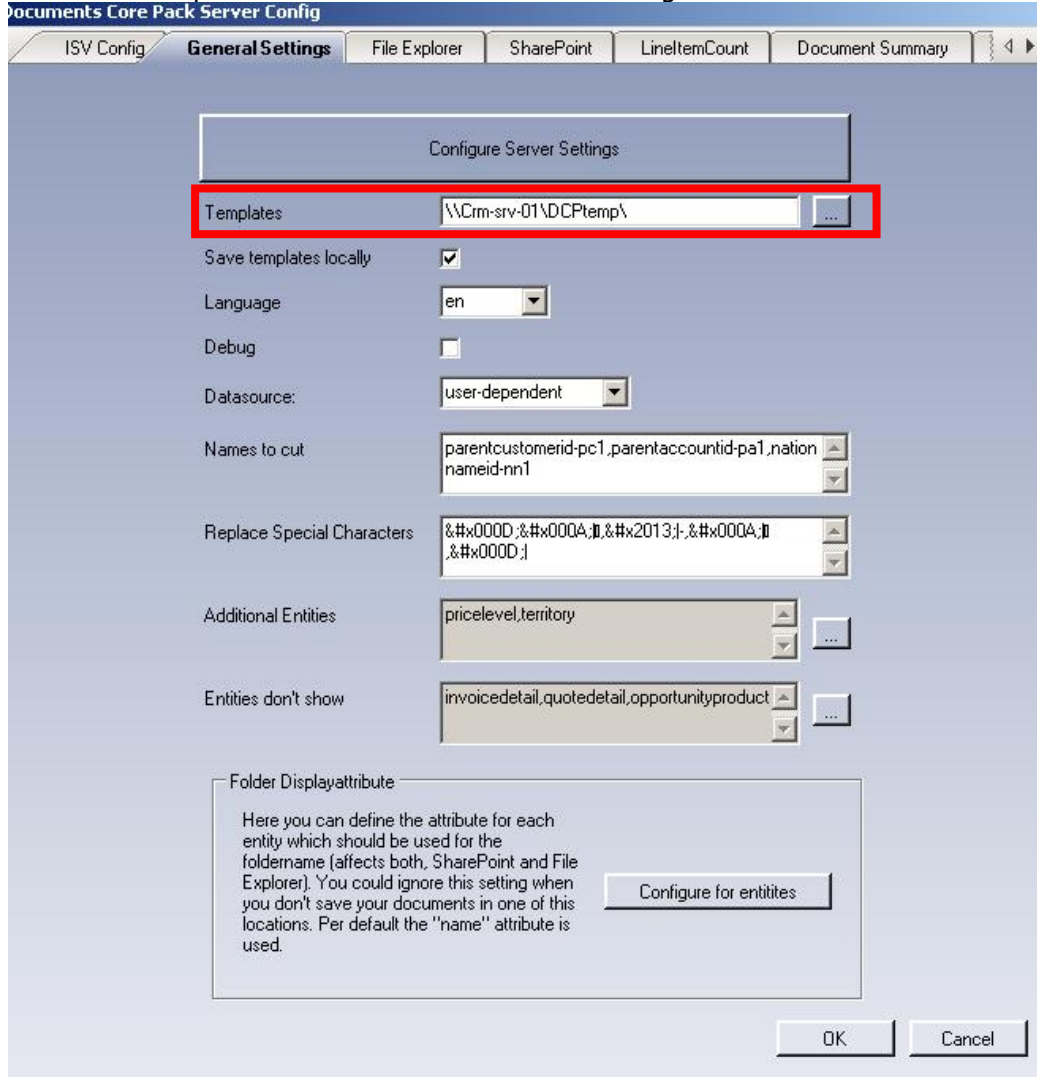 Documents Core Pack Server Config
ISV Config General Settings File Explorer SharePoint LineItemCount Document Summary
Configure Server Settings
Templates \\Crm-srv-01\DCPtemp\ ...
Save templates locally
Language en
Debug
Datasource: user-dependent
Names to cut parentcustomerid-pc1,parentaccountid-pa1,nation
nameid-nn1
Replace Special Characters &#x000D;&#x000A;|▯,&#x2013;|-,&#x000A;|▯
,&#x000D;|
Additional Entities pricelevel,territory ...
Entities don't show invoicedetail,quotedetail,opportunityproduct ...
Folder Displayattribute
Here you can define the attribute for each
entity which should be used for the
foldername (affects both, SharePoint and File
Explorer). You could ignore this setting when
you don't save your documents in one of this
locations. Per default the "name" attribute is
used.
Configure for entitites
OK Cancel